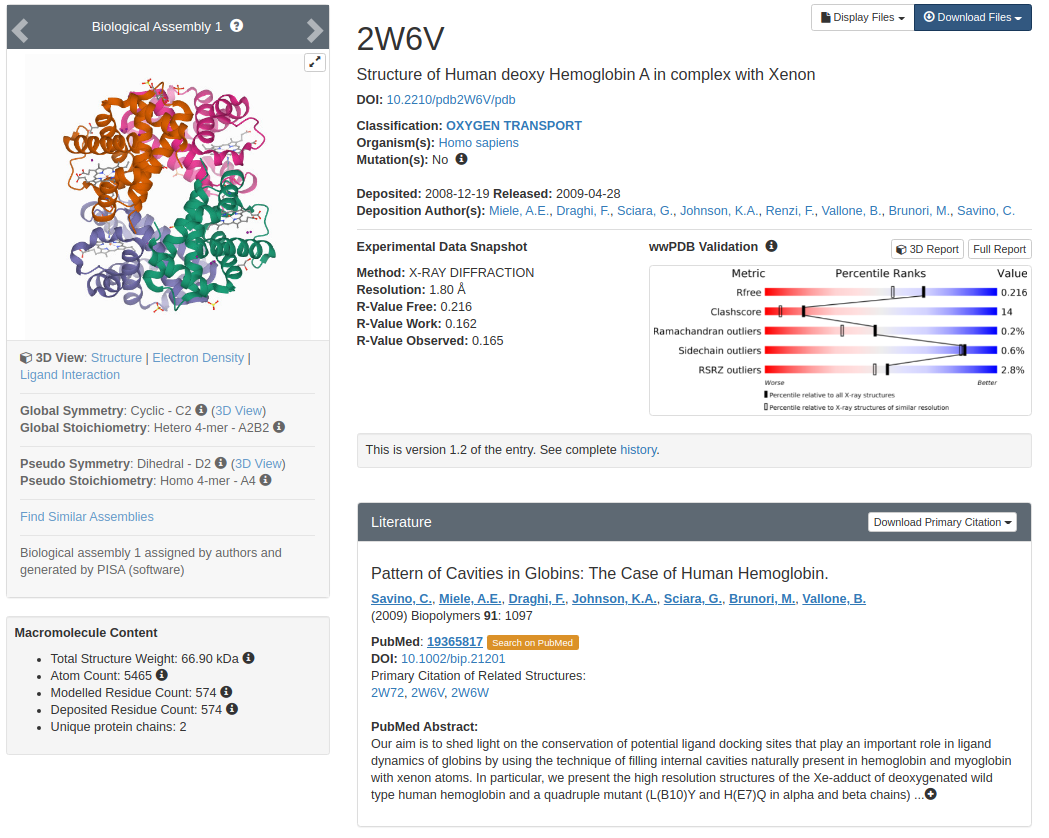 Biological Assembly 1
3D View: Structure | Electron Density |
Ligand Interaction
Global Symmetry: Cyclic - C2 (3D View)
Global Stoichiometry: Hetero 4-mer - A2B2
Pseudo Symmetry: Dihedral - D2 (3D View)
Pseudo Stoichiometry: Homo 4-mer - A4
Find Similar Assemblies
Biological assembly 1 assigned by authors and
generated by PISA (software)
Macromolecule Content
Total Structure Weight: 66.90 kDa
Atom Count: 5465
Modelled Residue Count: 574
Deposited Residue Count: 574
Unique protein chains: 2
Display Files
Download Files
2W6V
Structure of Human deoxy Hemoglobin A in complex with Xenon
DOI: 10.2210/pdb2W6V/pdb
Classification: OXYGEN TRANSPORT
Organism(s): Homo sapiens
Mutation(s): No
Deposited: 2008-12-19 Released: 2009-04-28
Deposition Author(s): Miele, A.E., Draghi, F., Sciara, G., Johnson, K.A., Renzi, F., Vallone, B., Brunori, M., Savino, C.
Experimental Data Snapshot
Method: X-RAY DIFFRACTION
Resolution: 1.80 Å
R-Value Free: 0.216
R-Value Work: 0.162
R-Value Observed: 0.165
wwPDB Validation
3D Report
Full Report
Metric Percentile Ranks Value
Rfree 0.216
Clashscore 14
Ramachandran outliers 0.2%
Sidechain outliers 0.6%
RSRZ outliers 2.8%
Worse Better
Percentile relative to all X-ray structures
Percentile relative to X-ray structures of similar resolution
This is version 1.2 of the entry. See complete history.
Literature
Download Primary Citation
Pattern of Cavities in Globins: The Case of Human Hemoglobin.
Savino, C., Miele, A.E., Draghi, F., Johnson, K.A., Sciara, G., Brunori, M., Vallone, B.
(2009) Biopolymers 91: 1097
PubMed: 19365817 Search on PubMed
DOI: 10.1002/bip.21201
Primary Citation of Related Structures:
2W72, 2W6V, 2W6W
PubMed Abstract:
Our aim is to shed light on the conservation of potential ligand docking sites that play an important role in ligand
dynamics of globins by using the technique of filling internal cavities naturally present in hemoglobin and myoglobin
with xenon atoms. In particular, we present the high resolution structures of the Xe-adduct of deoxygenated wild
type human hemoglobin and a quadruple mutant (L(B10)Y and H(E7)Q in alpha and beta chains) ...